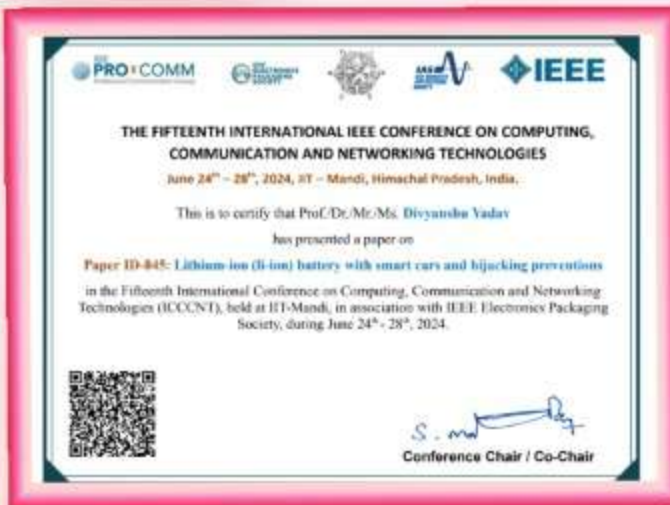 IEEE
PRO COMM
ELECTRONICS
PACKAGING
SOCIETY
IEEE
THE FIFTEENTH INTERNATIONAL IEEE CONFERENCE ON COMPUTING,
COMMUNICATION AND NETWORKING TECHNOLOGIES
June 24th – 28th, 2024, IIT – Mandi, Himachal Pradesh, India.
This is to certify that Prof./Dr./Mr./Ms. Divyanshu Yadav
has presented a paper on
Paper ID-845: Lithium-ion (li-ion) battery with smart cars and hijacking preventions
in the Fifteenth International Conference on Computing, Communication and Networking
Technologies (ICCCNT), held at IIT-Mandi, in association with IEEE Electronics Packaging
Society, during June 24th - 28th, 2024.
Conference Chair / Co-Chair